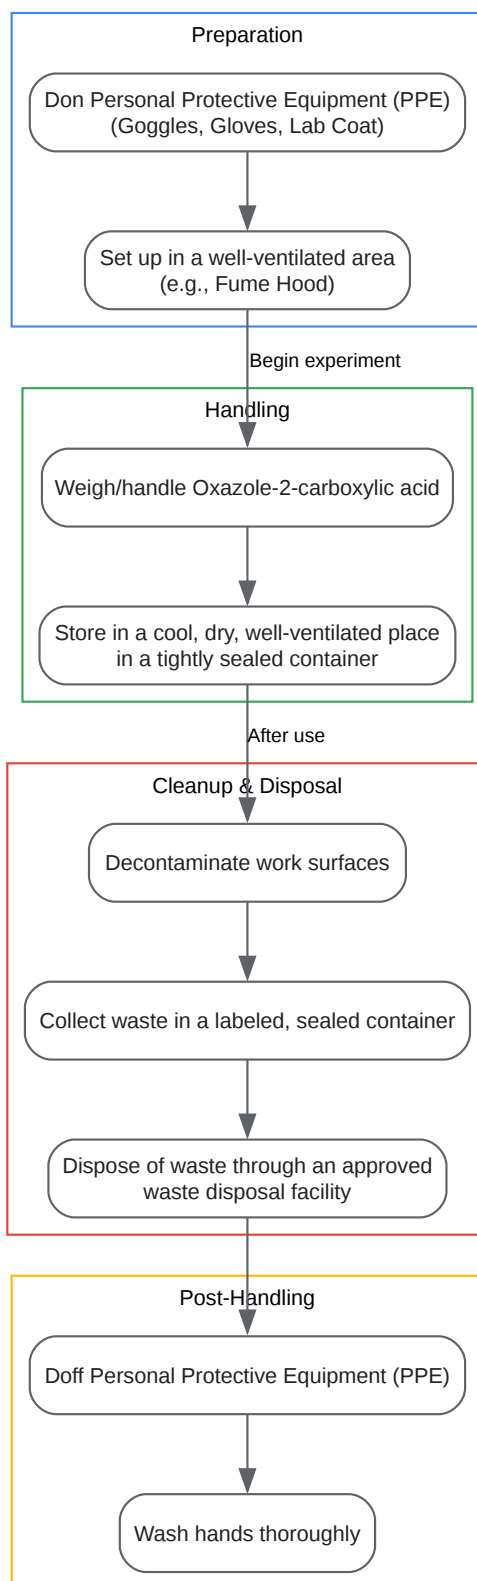 Preparation
Don Personal Protective Equipment (PPE)
(Goggles, Gloves, Lab Coat)
Set up in a well-ventilated area
(e.g., Fume Hood)
Begin experiment
Handling
Weigh/handle Oxazole-2-carboxylic acid
Store in a cool, dry, well-ventilated place
in a tightly sealed container
After use
Cleanup & Disposal
Decontaminate work surfaces
Collect waste in a labeled, sealed container
Dispose of waste through an approved
waste disposal facility
Post-Handling
Doff Personal Protective Equipment (PPE)
Wash hands thoroughly